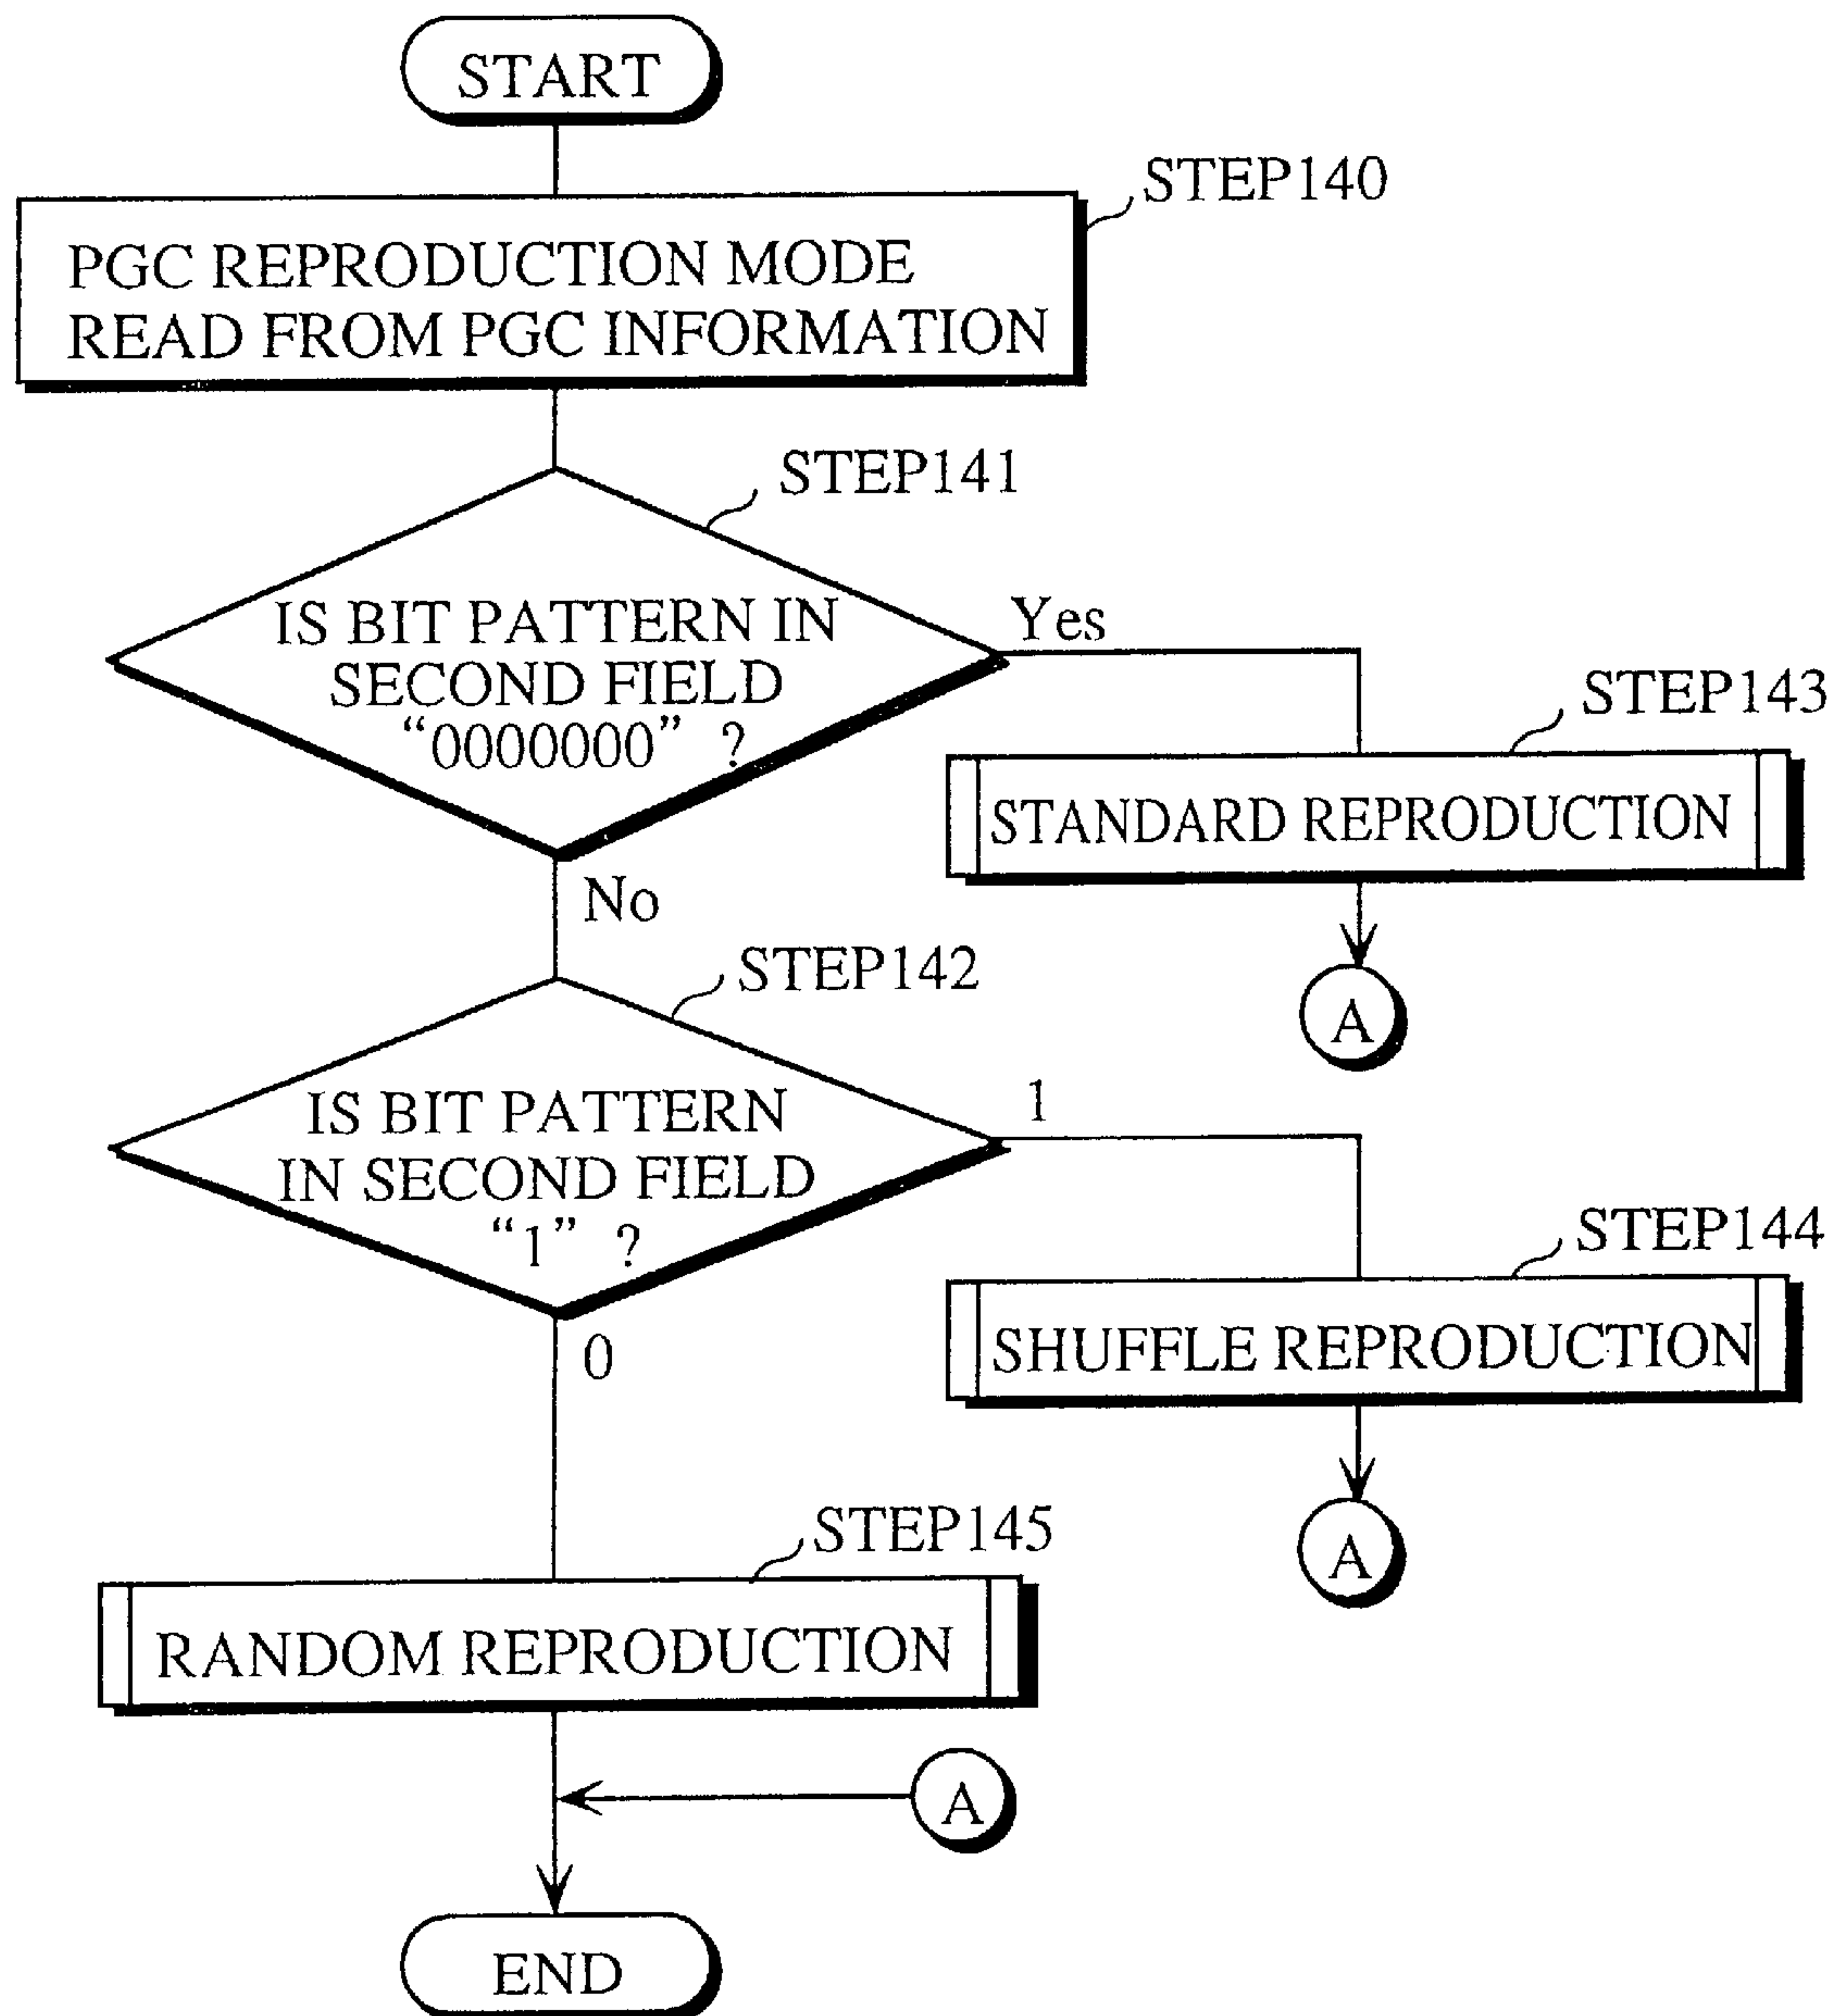 START
STEP140
PGC REPRODUCTION MODE
READ FROM PGC INFORMATION
STEP141
IS BIT PATTERN IN
SECOND FIELD
“0000000” ?
Yes
STEP143
STANDARD REPRODUCTION
No
A
STEP142
IS BIT PATTERN
IN SECOND FIELD
“1” ?
1
STEP144
SHUFFLE REPRODUCTION
0
A
STEP145
RANDOM REPRODUCTION
A
END